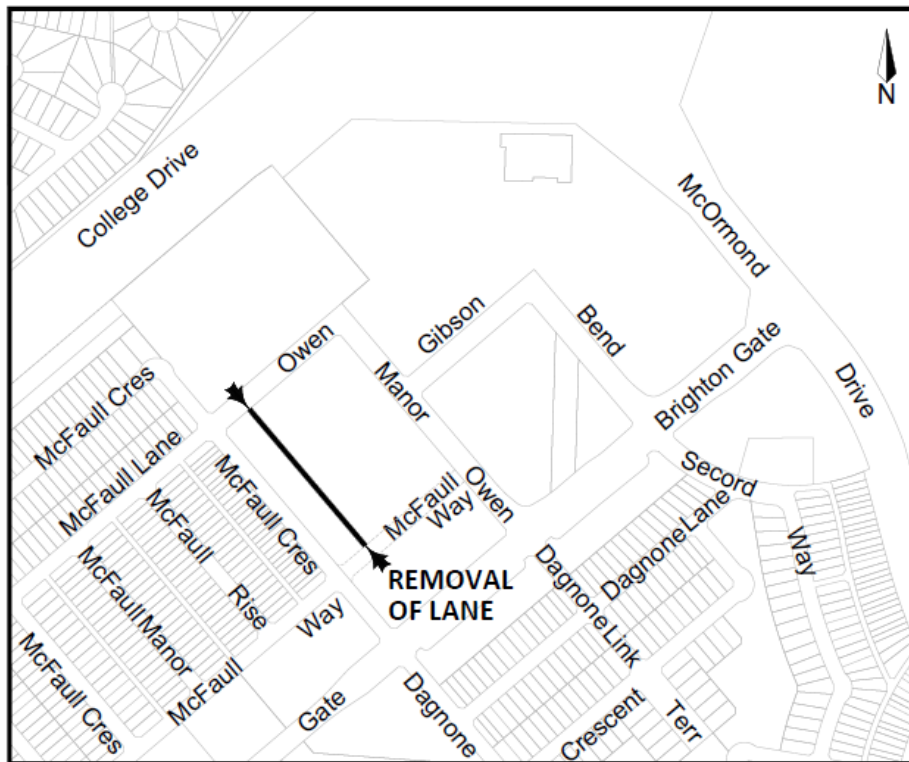 N
College Drive
McOrmond
Drive
Gibson
Bend
Owen
Manor
Brighton Gate
McFaull Cres
McFaull Lane
McFaull Cres
McFaull
Way
Owen
Second
Way
McFaull
Rise
McFaull Manor
McFaull Cres
REMOVAL
OF LANE
Dagnone Lane
Dagnone Link
Way
McFaull
Gate
Dagnone
Crescent
Terr